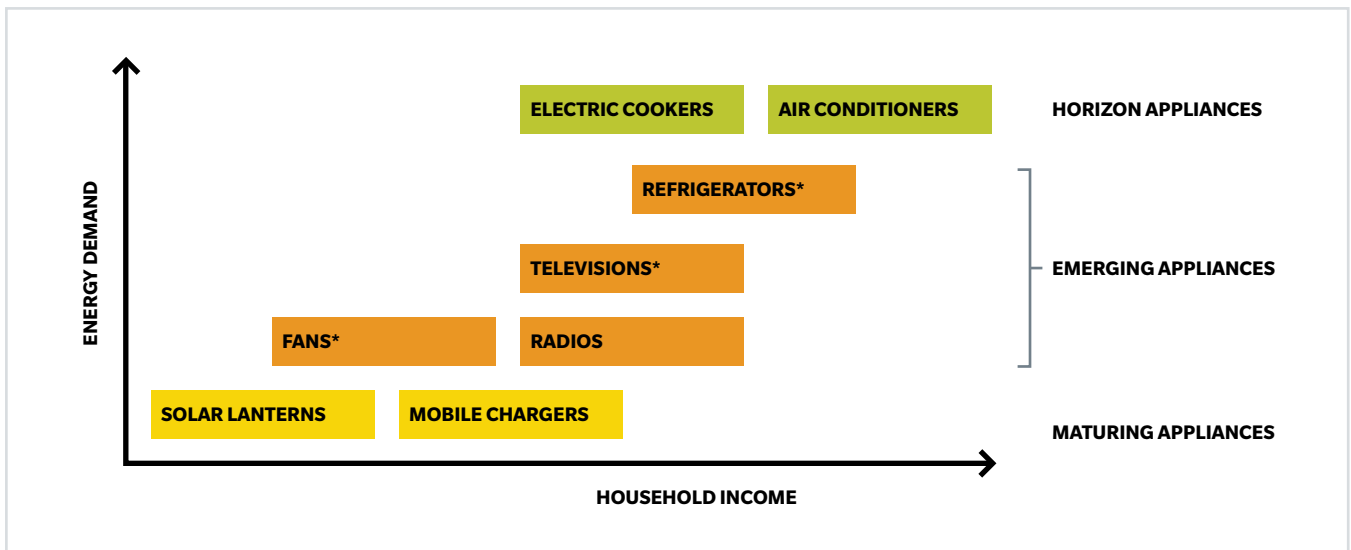 ELECTRIC COOKERS
AIR CONDITIONERS
HORIZON APPLIANCES
REFRIGERATORS*
TELEVISIONS*
EMERGING APPLIANCES
FANS*
RADIOS
SOLAR LANTERNS
MOBILE CHARGERS
MATURING APPLIANCES
ENERGY DEMAND
HOUSEHOLD INCOME